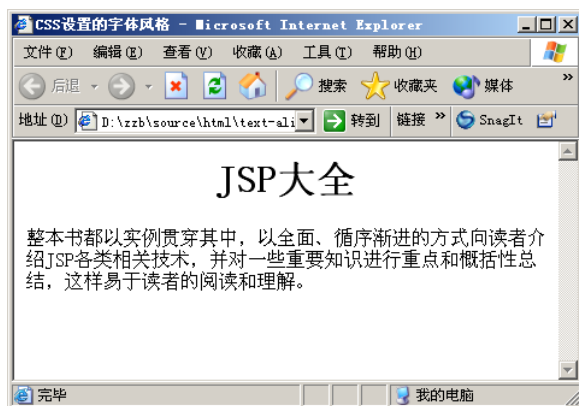 CSS设置的字体风格 - Microsoft Internet Explorer
文件(F) 编辑(E) 查看(V) 收藏(A) 工具(T) 帮助(H)
后退 搜索 收藏夹 媒体 »
地址(D) D:\zzb\source\html\text-ali 转到 链接 » SnagIt
JSP大全
整本书都以实例贯穿其中，以全面、循序渐进的方式向读者介
绍JSP各类相关技术，并对一些重要知识进行重点和概括性总
结，这样易于读者的阅读和理解。
完毕 我的电脑